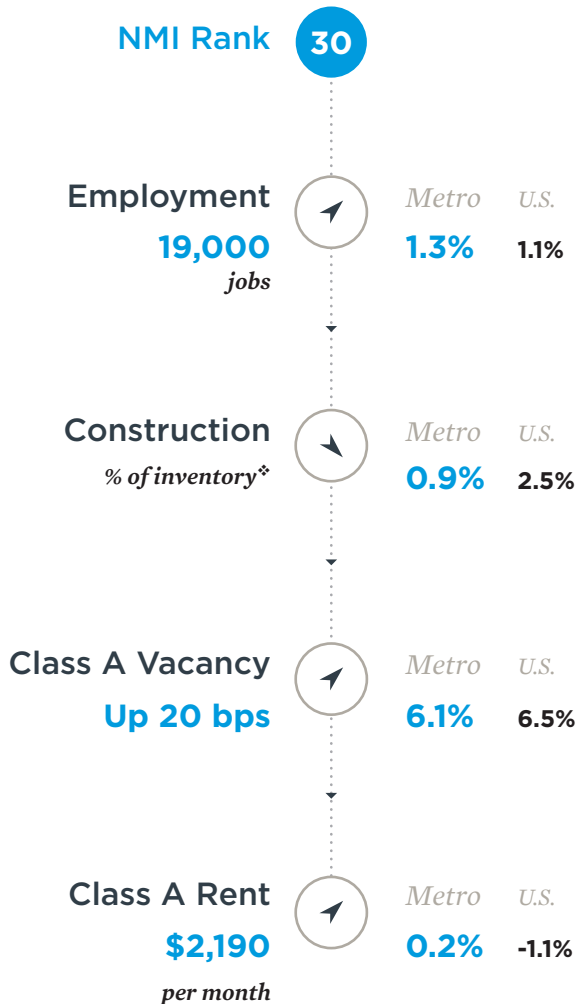 NMI Rank 30
Employment Metro U.S.
19,000 1.3% 1.1%
jobs
Construction Metro U.S.
% of inventory❖ 0.9% 2.5%
Class A Vacancy Metro U.S.
Up 20 bps 6.1% 6.5%
Class A Rent Metro U.S.
$2,190 0.2% -1.1%
per month